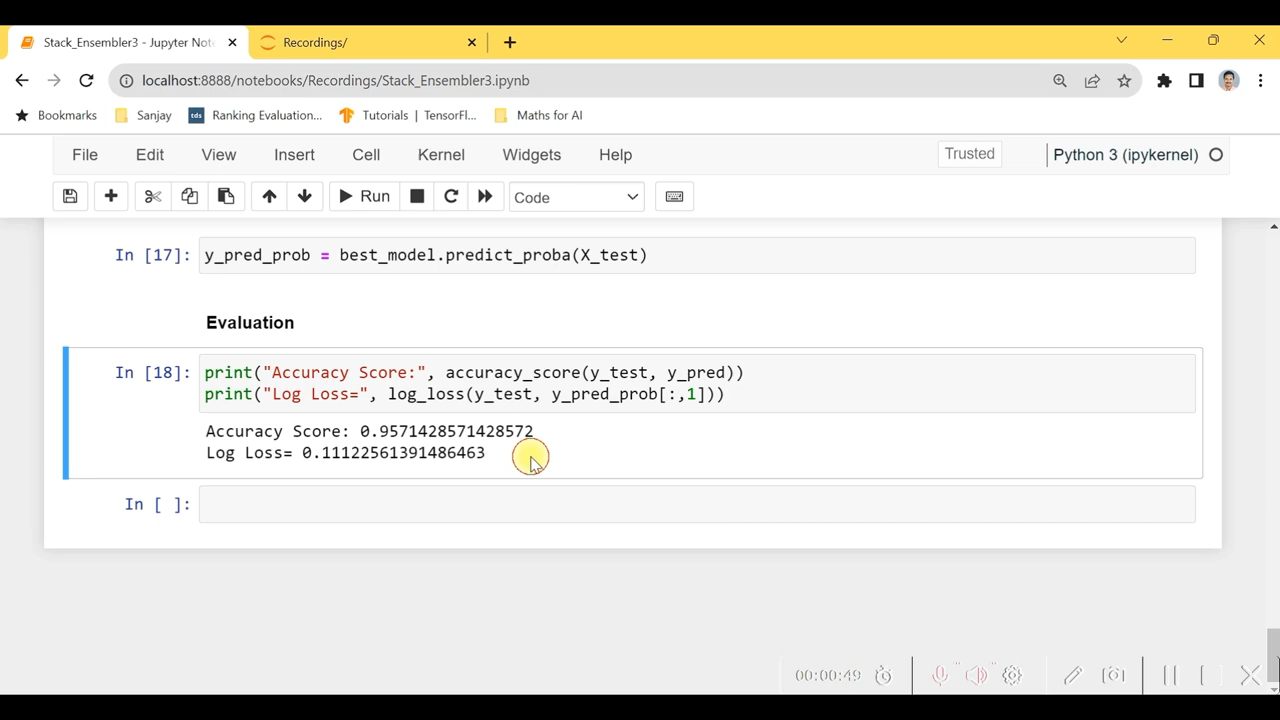 Stack_Ensembler3 - Jupyter Not
Recordings/
localhost:8888/notebooks/Recordings/Stack_Ensembler3.ipynb
Bookmarks
Sanjay
tds
Ranking Evaluation...
Tutorials | TensorFl...
Maths for AI
File Edit View Insert Cell Kernel Widgets Help
Trusted
Python 3 (ipykernel)
Run
Code
In [17]: y_pred_prob = best_model.predict_proba(X_test)
Evaluation
In [18]: print("Accuracy Score:", accuracy_score(y_test, y_pred))
print("Log Loss=", log_loss(y_test, y_pred_prob[:,1]))
Accuracy Score: 0.9571428571428572
Log Loss= 0.11122561391486463
In [ ]:
00:00:49